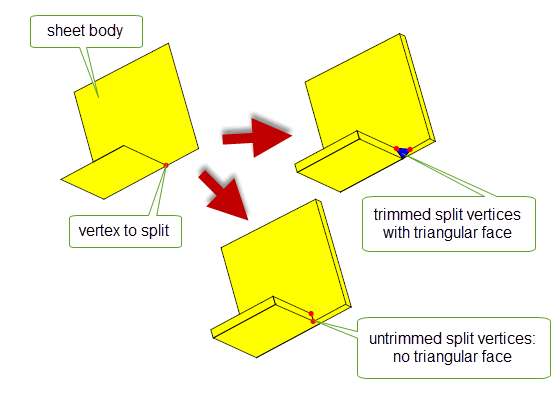 sheet body
vertex to split
trimmed split vertices
with triangular face
untrimmed split vertices:
no triangular face